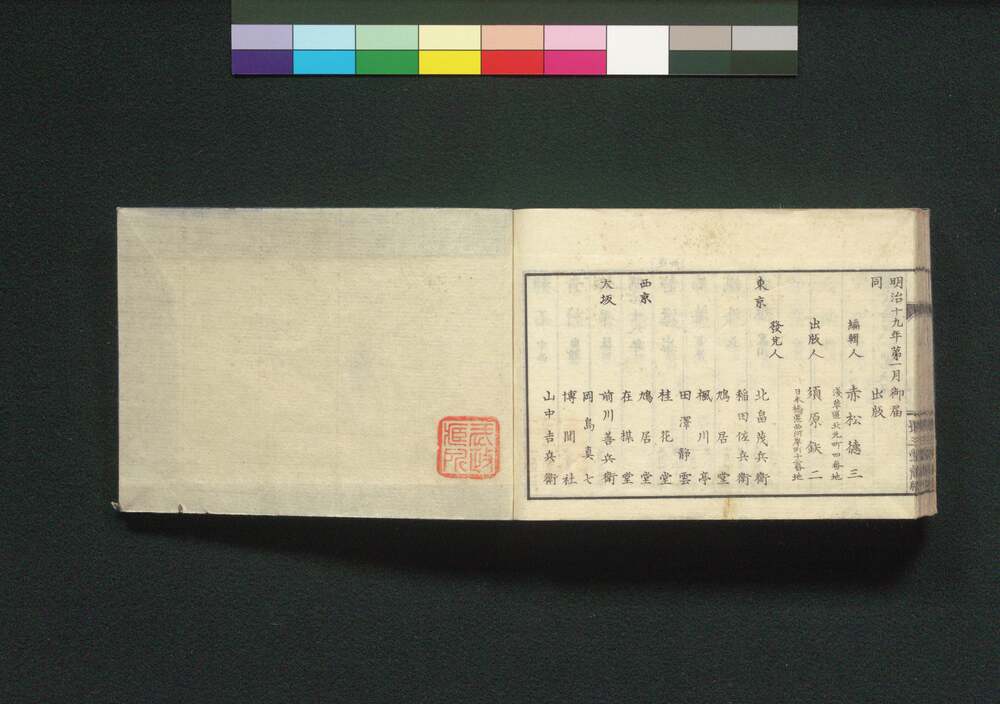 明治十九年第一月御届
同　出版
編輯人　赤松徳三
淺草區北元町四番地
出版人　須原鉄二
日本橋區西河岸町十六番地
發兌人
東京　北畠茂兵衛
稲田佐兵衛
鳩居堂
楓川亭
田澤靜雲
桂花堂
西京　鳩居堂
在㯮堂
大坂　前川善兵衛
岡島真七
博聞社
山中吉兵衛